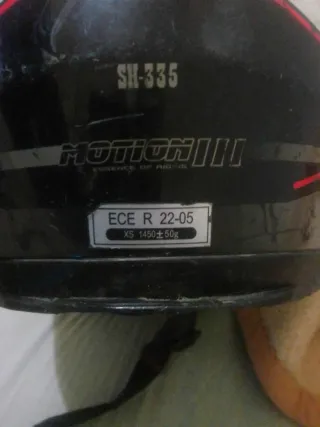 SH-335
MOTION III
ECE R 22-05
XS 1450±50g